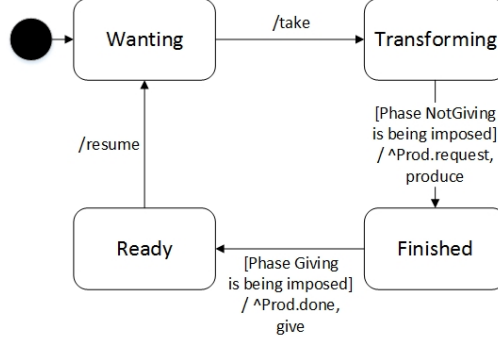 Wanting
/take
Transforming
[Phase NotGiving
is being imposed]
/ ^Prod.request,
produce
/resume
Ready
[Phase Giving
is being imposed]
/ ^Prod.done,
give
Finished